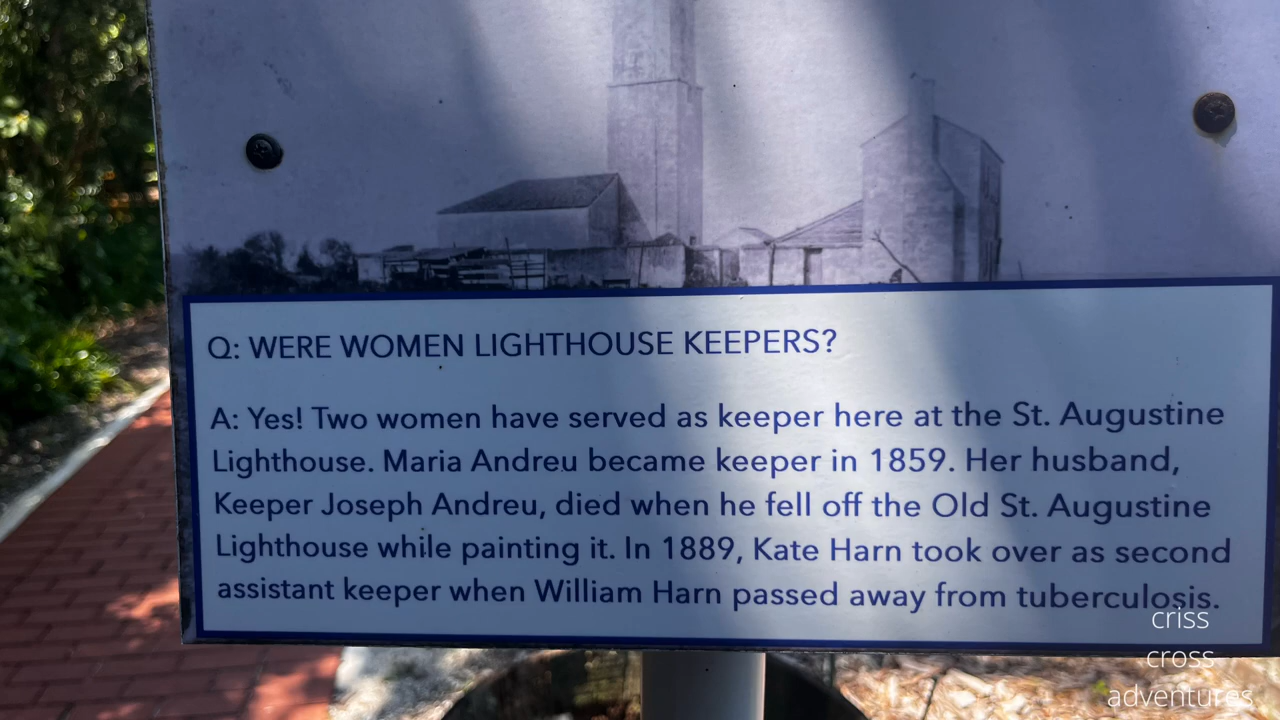 Q: WERE WOMEN LIGHTHOUSE KEEPERS?
A: Yes! Two women have served as keeper here at the St. Augustine
Lighthouse. Maria Andreu became keeper in 1859. Her husband,
Keeper Joseph Andreu, died when he fell off the Old St. Augustine
Lighthouse while painting it. In 1889, Kate Harn took over as second
assistant keeper when William Harn passed away from tuberculosis.
criss
cross
adventures